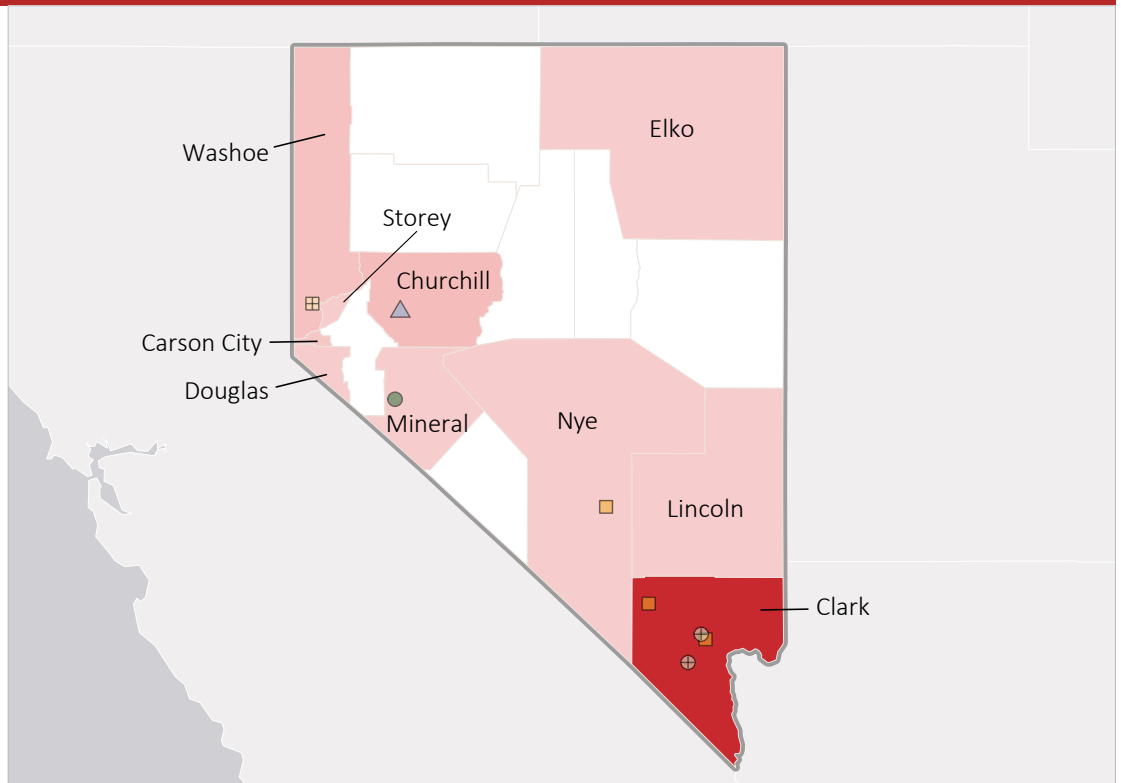 Elko
Washoe
Storey
Churchill
Carson City
Douglas
Mineral
Nye
Lincoln
Clark